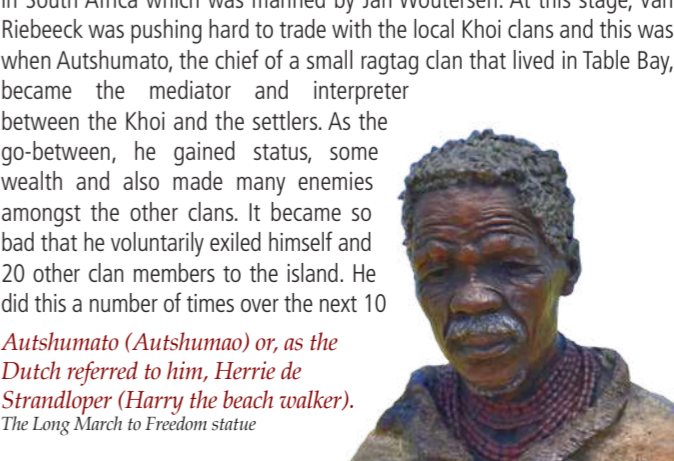 in South Africa which was manned by Jan Woutersen. At this stage, Van
Riebeeck was pushing hard to trade with the local Khoi clans and this was
when Autshumato, the chief of a small ragtag clan that lived in Table Bay,
became the mediator and interpreter
between the Khoi and the settlers. As the
go-between, he gained status, some
wealth and also made many enemies
amongst the other clans. It became so
bad that he voluntarily exiled himself and
20 other clan members to the island. He
did this a number of times over the next 10
Autshumato (Autshumao) or, as the
Dutch referred to him, Herrie de
Strandloper (Harry the beach walker).
The Long March to Freedom statue